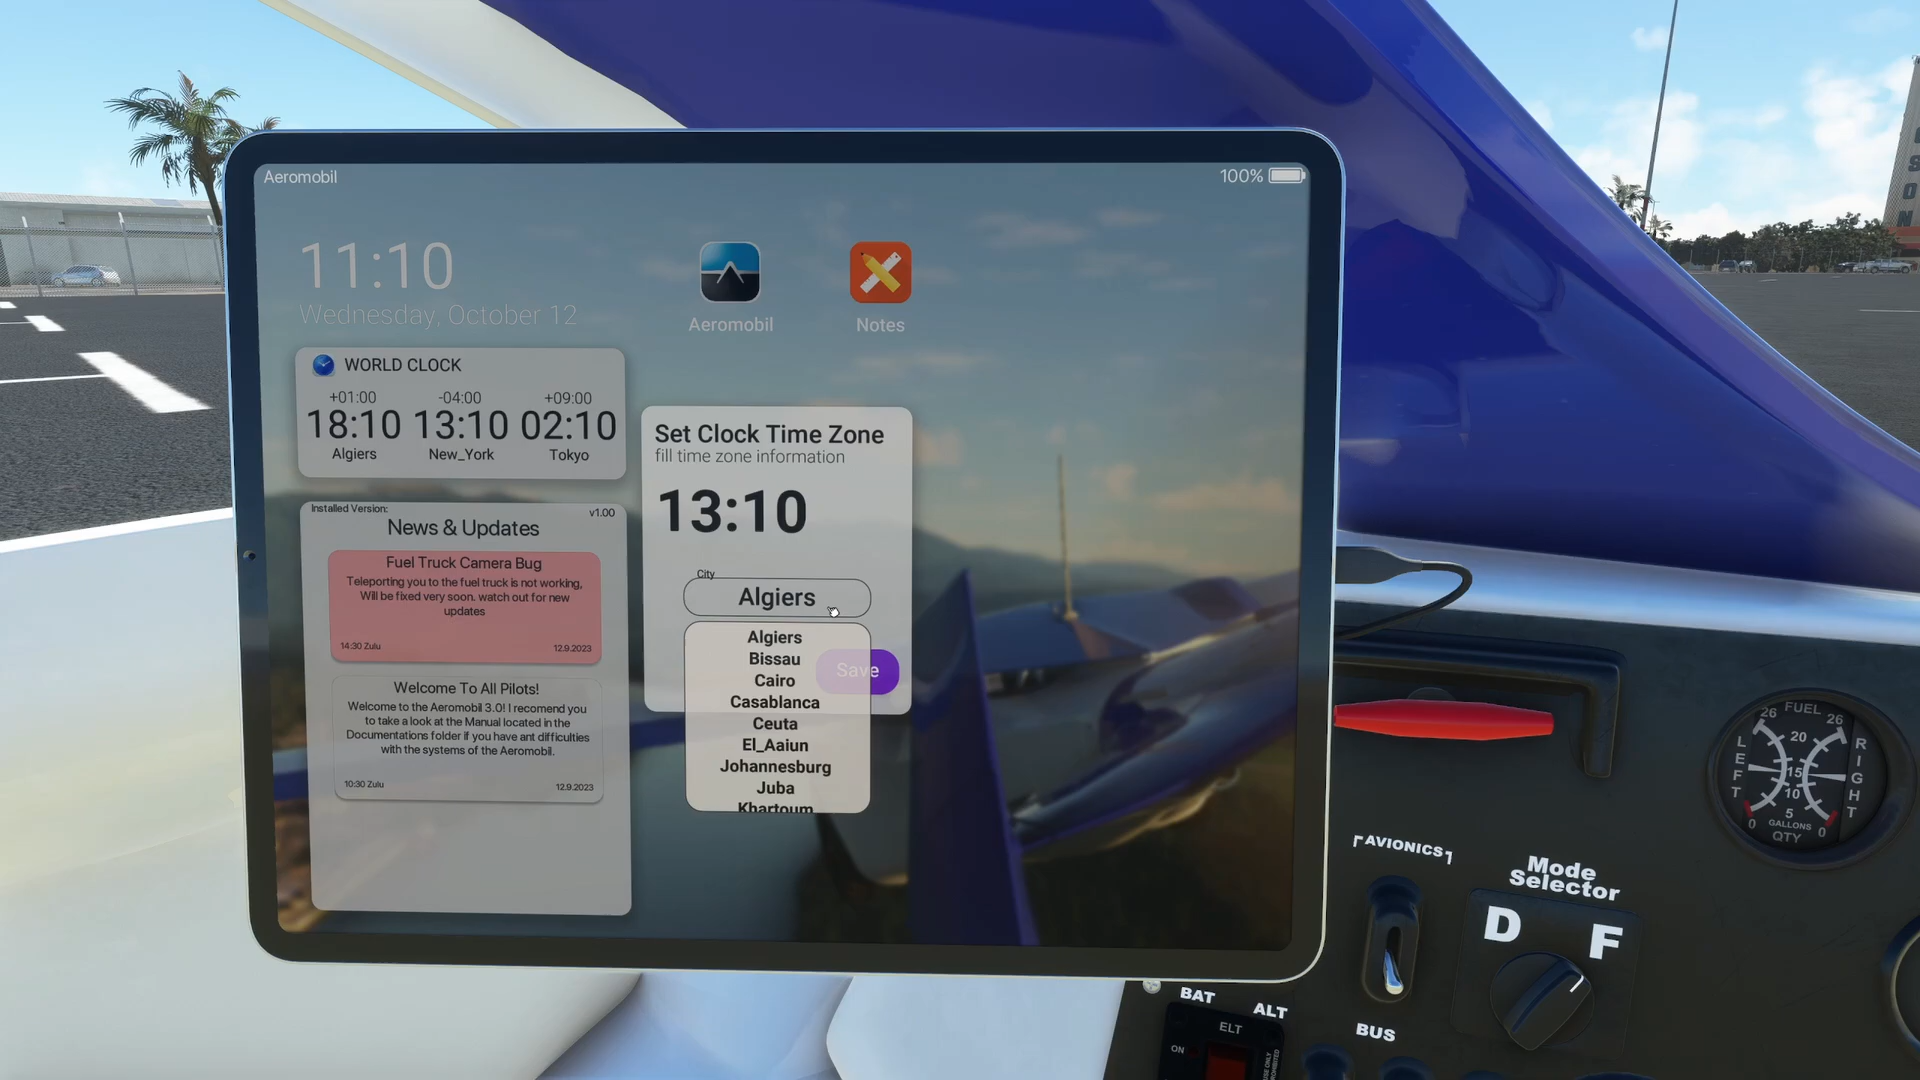 Aeromobil
100%
11:10
Wednesday, October 12
Aeromobil
Notes
WORLD CLOCK
+01:00 -04:00 +09:00
18:10 13:10 02:10
Algiers New_York Tokyo
Installed Version: v1.00
News & Updates
Fuel Truck Camera Bug
Teleporting you to the fuel truck is not working,
Will be fixed very soon. watch out for new
updates
14:30 Zulu 12.9.2023
Welcome To All Pilots!
Welcome to the Aeromobil 3.0! I recomend you
to take a look at the Manual located in the
Documentations folder if you have ant difficulties
with the systems of the Aeromobil.
10:30 Zulu 12.9.2023
Set Clock Time Zone
fill time zone information
13:10
City
Algiers
Algiers
Bissau
Save
Cairo
Casablanca
Ceuta
El_Aaiun
Johannesburg
Juba
Khartoum
FUEL
26 26
20
15
10
5
0 0
LEFT
RIGHT
GALLONS
QTY
AVIONICS
Mode
Selector
D F
BAT
ALT
BUS
ELT
ON